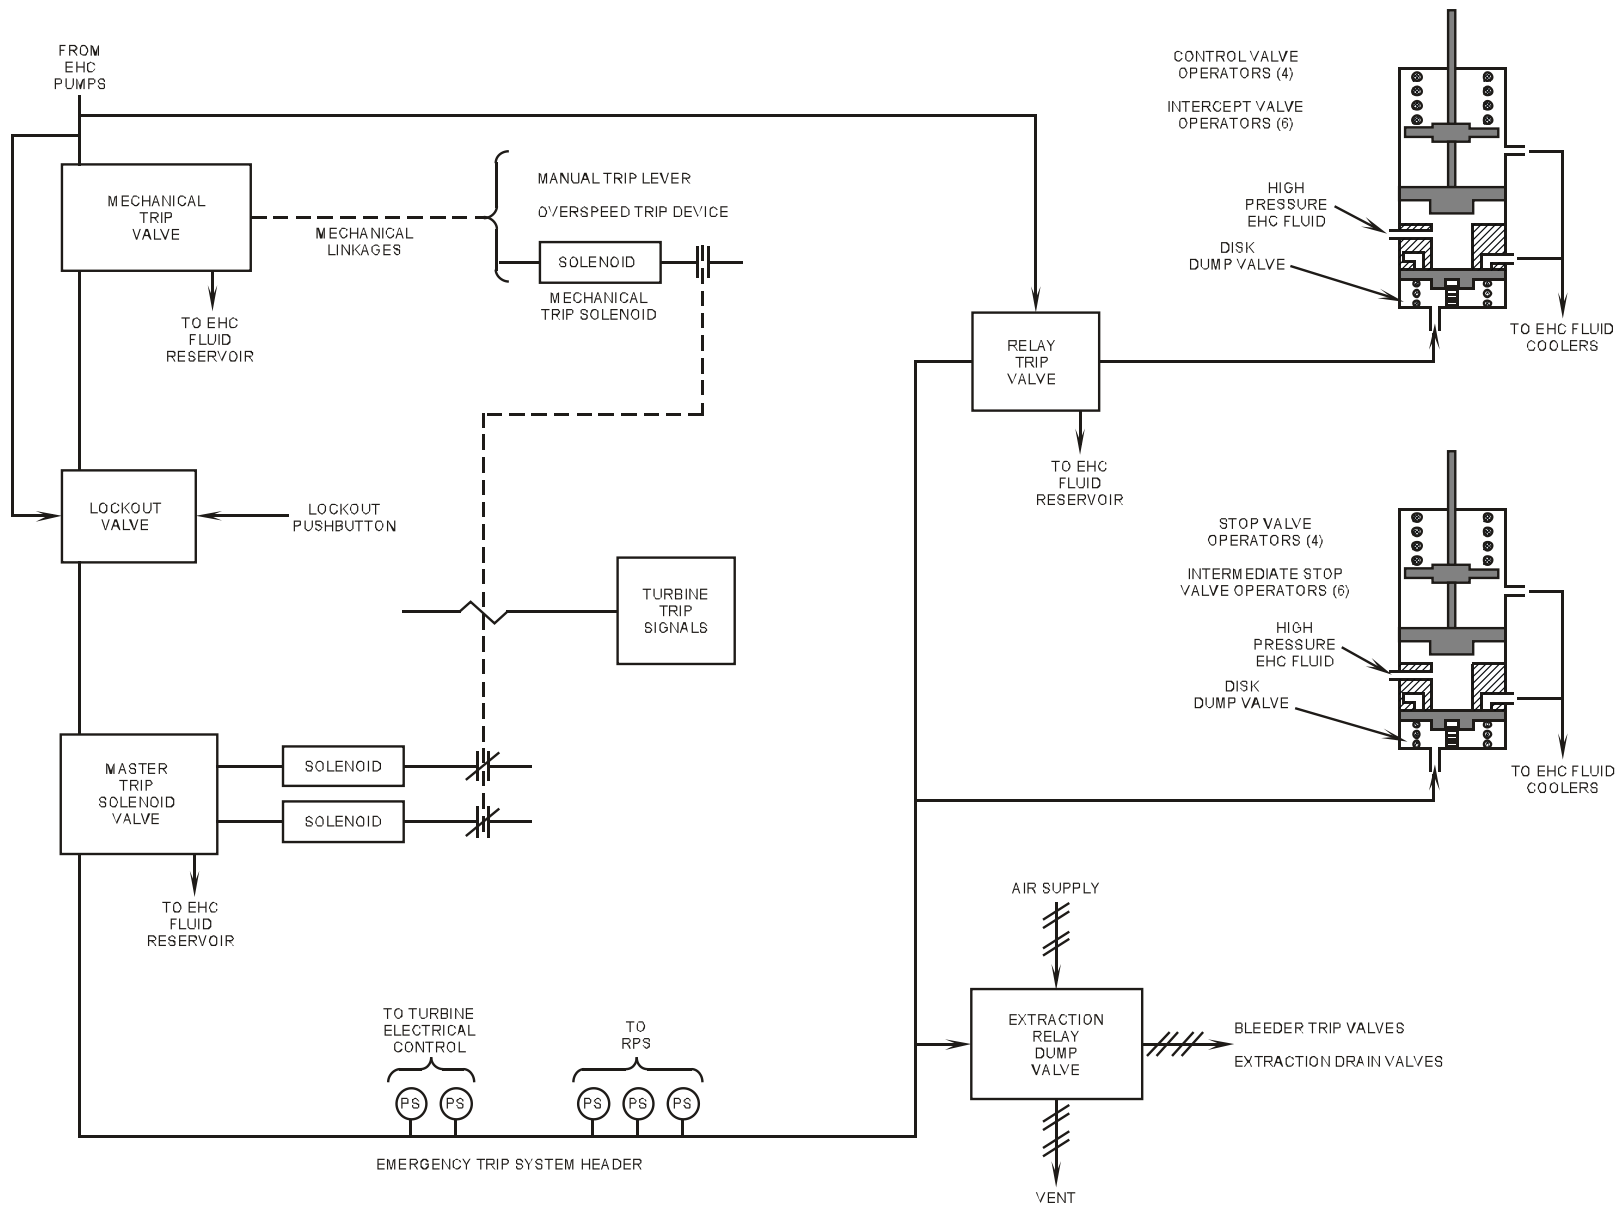 FROM
EHC
PUMPS
MECHANICAL
TRIP
VALVE
TO EHC
FLUID
RESERVOIR
MECHANICAL
LINKAGES
MANUAL TRIP LEVER
OVERSPEED TRIP DEVICE
SOLENOID
MECHANICAL
TRIP SOLENOID
LOCKOUT
VALVE
LOCKOUT
PUSHBUTTON
TURBINE
TRIP
SIGNALS
MASTER
TRIP
SOLENOID
VALVE
SOLENOID
SOLENOID
TO EHC
FLUID
RESERVOIR
TO TURBINE
ELECTRICAL
CONTROL
PS
PS
TO
RPS
PS
PS
PS
EMERGENCY TRIP SYSTEM HEADER
RELAY
TRIP
VALVE
TO EHC
FLUID
RESERVOIR
CONTROL VALVE
OPERATORS (4)
INTERCEPT VALVE
OPERATORS (6)
HIGH
PRESSURE
EHC FLUID
DISK
DUMP VALVE
TO EHC FLUID
COOLERS
STOP VALVE
OPERATORS (4)
INTERMEDIATE STOP
VALVE OPERATORS (6)
HIGH
PRESSURE
EHC FLUID
DISK
DUMP VALVE
TO EHC FLUID
COOLERS
AIR SUPPLY
EXTRACTION
RELAY
DUMP
VALVE
BLEEDER TRIP VALVES
EXTRACTION DRAIN VALVES
VENT